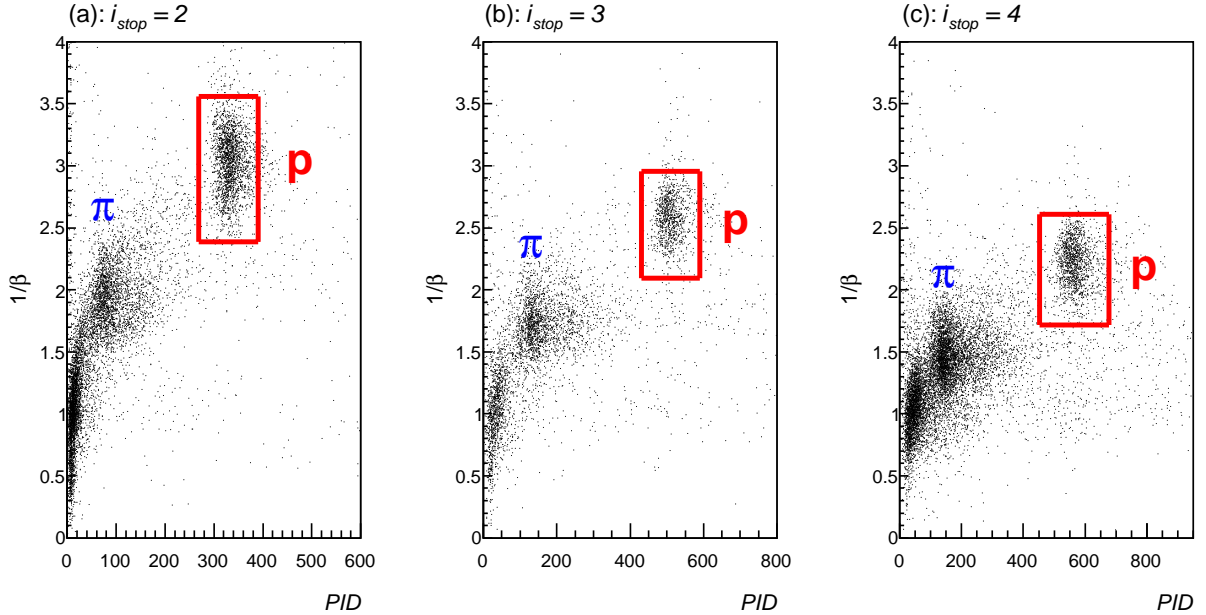 (a): i_stop = 2
4
3.5
3
2.5
2
1.5
1
0.5
0
1/β
π
p
0 100 200 300 400 500 600
PID
(b): i_stop = 3
4
3.5
3
2.5
2
1.5
1
0.5
0
1/β
π
p
0 200 400 600 800
PID
(c): i_stop = 4
4
3.5
3
2.5
2
1.5
1
0.5
0
1/β
π
p
0 200 400 600 800
PID